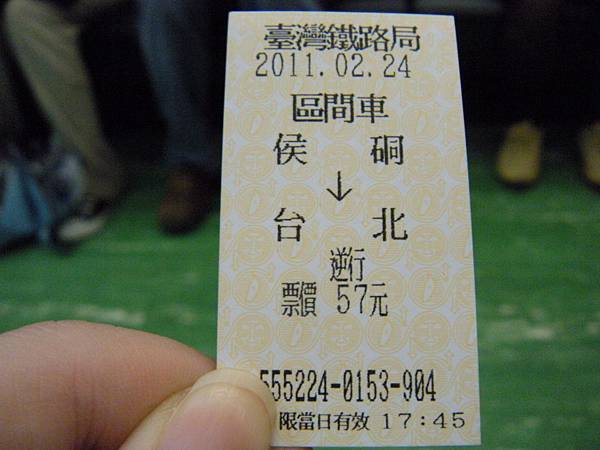 臺灣鐵路局
2011.02.24
區間車
侯硐
↓
台北
逆行
票價 57元
555224-0153-904
限當日有效 17:45